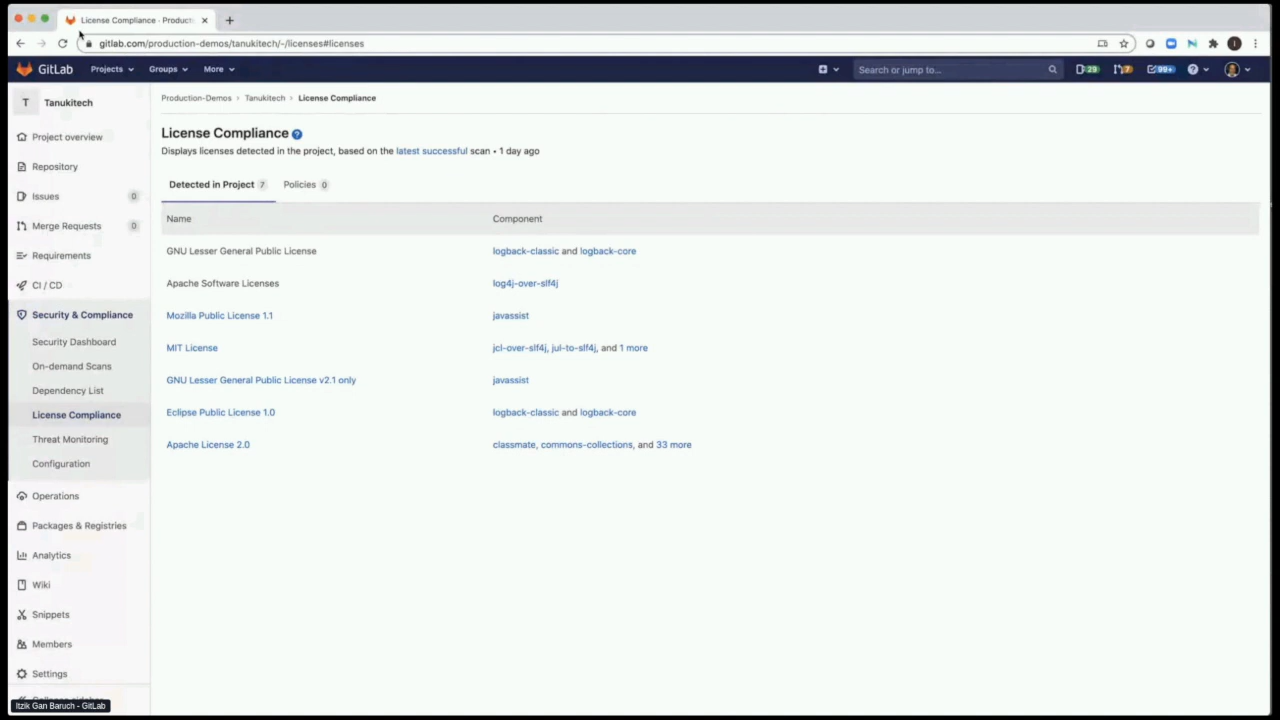 License Compliance · Product
gitlab.com/production-demos/tanukitech/-/licenses#licenses
GitLab Projects Groups More Search or jump to... 29 7 99+
T Tanukitech
Project overview
Repository
Issues 0
Merge Requests 0
Requirements
CI / CD
Security & Compliance
Security Dashboard
On-demand Scans
Dependency List
License Compliance
Threat Monitoring
Configuration
Operations
Packages & Registries
Analytics
Wiki
Snippets
Members
Settings
Itzik Gan Baruch - GitLab
Production-Demos › Tanukitech › License Compliance
License Compliance ?
Displays licenses detected in the project, based on the latest successful scan • 1 day ago
Detected in Project 7 Policies 0
Name Component
GNU Lesser General Public License logback-classic and logback-core
Apache Software Licenses log4j-over-slf4j
Mozilla Public License 1.1 javassist
MIT License jcl-over-slf4j, jul-to-slf4j, and 1 more
GNU Lesser General Public License v2.1 only javassist
Eclipse Public License 1.0 logback-classic and logback-core
Apache License 2.0 classmate, commons-collections, and 33 more